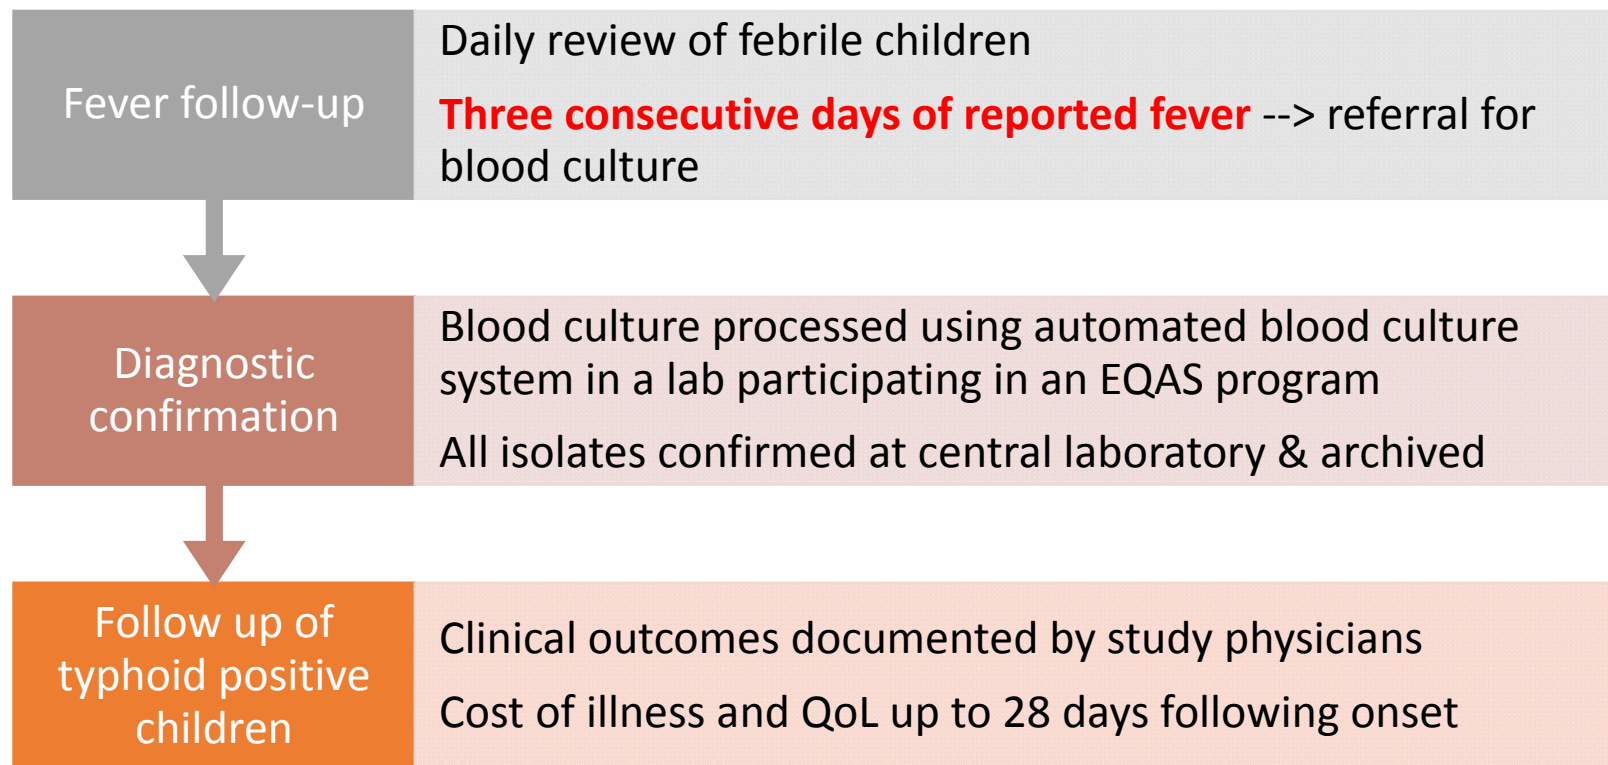 Fever follow-up
Daily review of febrile children
Three consecutive days of reported fever --> referral for
blood culture
Diagnostic
confirmation
Blood culture processed using automated blood culture
system in a lab participating in an EQAS program
All isolates confirmed at central laboratory & archived
Follow up of
typhoid positive
children
Clinical outcomes documented by study physicians
Cost of illness and QoL up to 28 days following onset